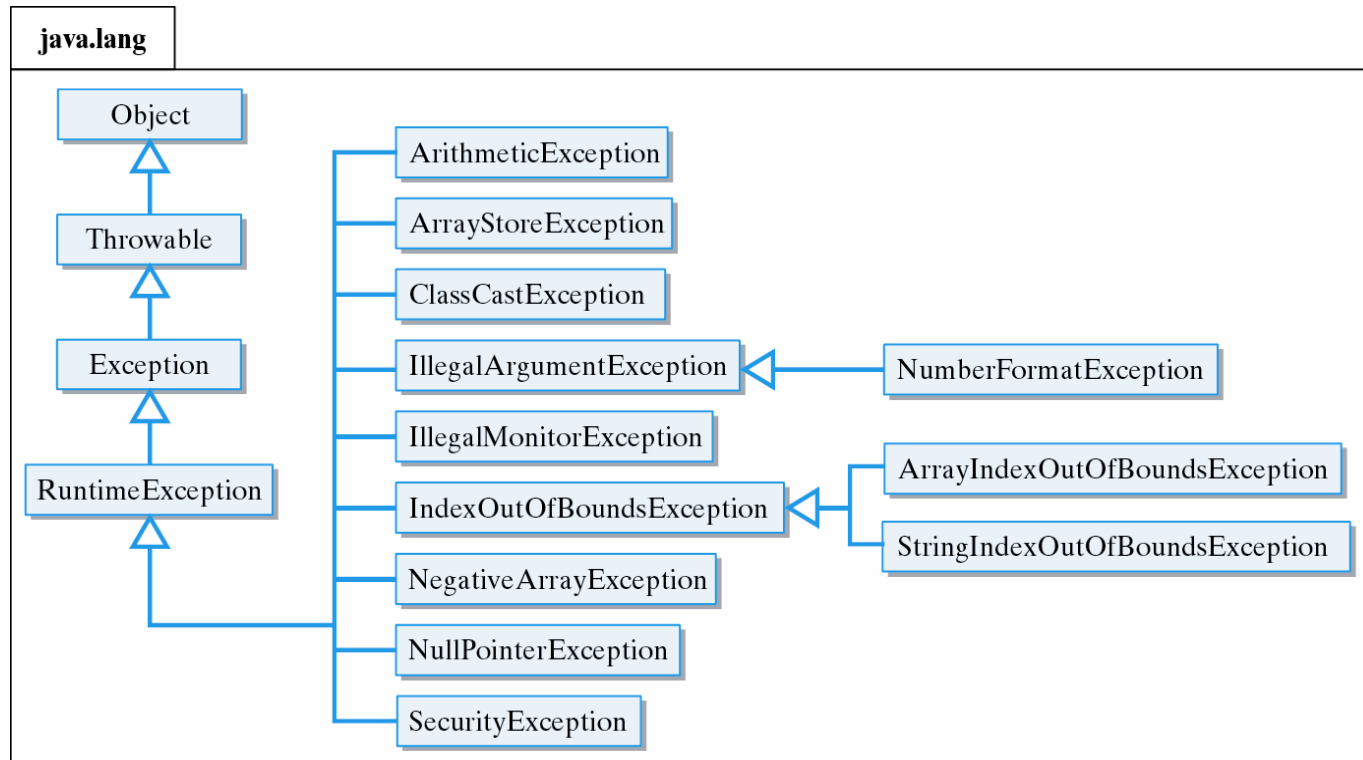 java.lang
Object
Throwable
Exception
RuntimeException
ArithmeticException
ArrayStoreException
ClassCastException
IllegalArgumentException
IllegalMonitorException
IndexOutOfBoundsException
NegativeArrayException
NullPointerException
SecurityException
NumberFormatException
ArrayIndexOutOfBoundsException
StringIndexOutOfBoundsException